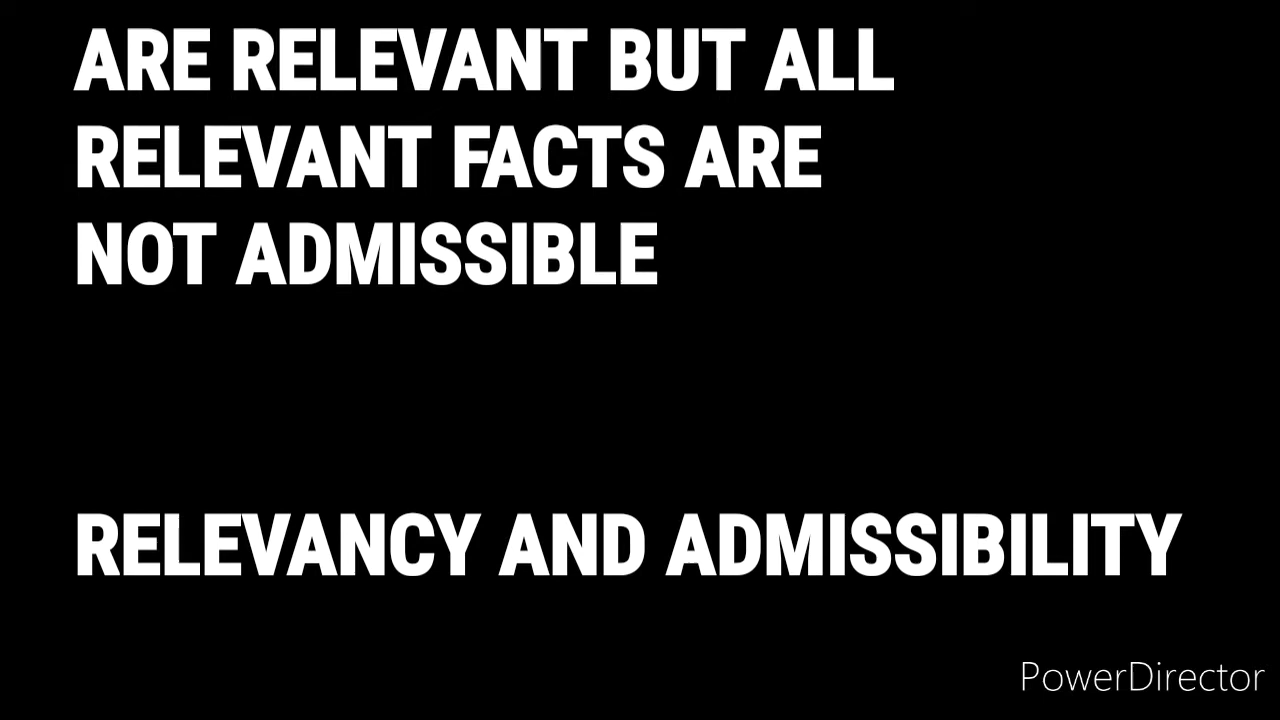 ARE RELEVANT BUT ALL
RELEVANT FACTS ARE
NOT ADMISSIBLE
RELEVANCY AND ADMISSIBILITY
PowerDirector